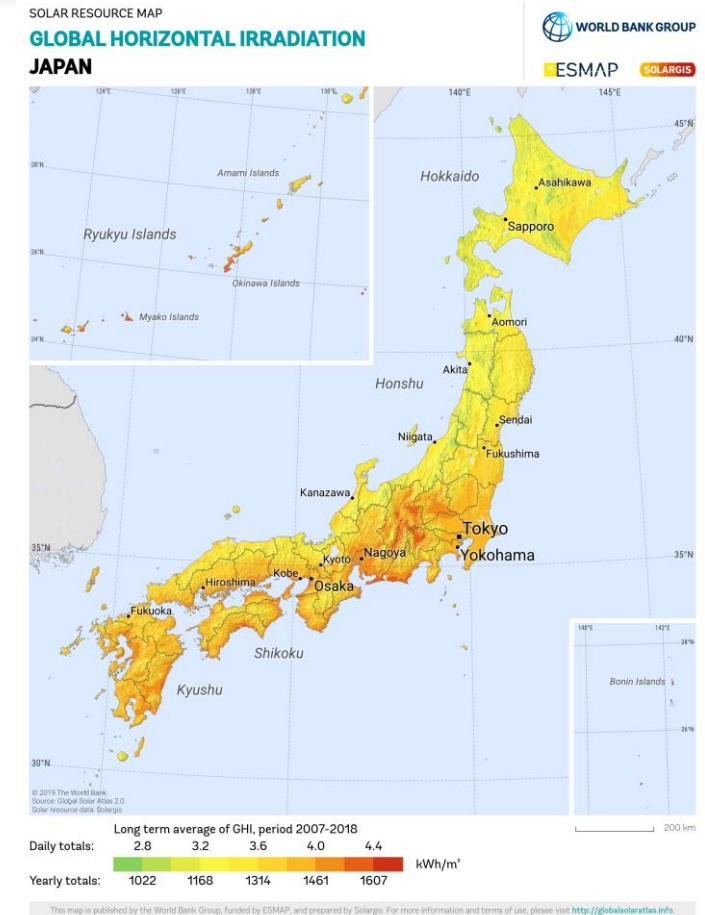 SOLAR RESOURCE MAP
GLOBAL HORIZONTAL IRRADIATION
JAPAN
WORLD BANK GROUP
ESMAP
SOLARGIS
124°E 126°E 128°E 130°E
140°E 145°E
45°N
28°N
Amami Islands
Hokkaido
Asahikawa
Sapporo
Ryukyu Islands
26°N
Okinawa Islands
Myako Islands
24°N
Aomori
40°N
Akita
Honshu
Sendai
Niigata
Fukushima
Kanazawa
Tokyo
35°N
Kyoto
Nagoya
Yokohama
35°N
Kobe
Osaka
Hiroshima
Fukuoka
Shikoku
Kyushu
140°E 142°E
28°N
Bonin Islands
26°N
30°N
© 2019 The World Bank
Source: Global Solar Atlas 2.0
Solar resource data: Solargis
200 km
Long term average of GHI, period 2007-2018
Daily totals: 2.8 3.2 3.6 4.0 4.4
kWh/m²
Yearly totals: 1022 1168 1314 1461 1607
This map is published by the World Bank Group, funded by ESMAP, and prepared by Solargis. For more information and terms of use, please visit http://globalsolaratlas.info.